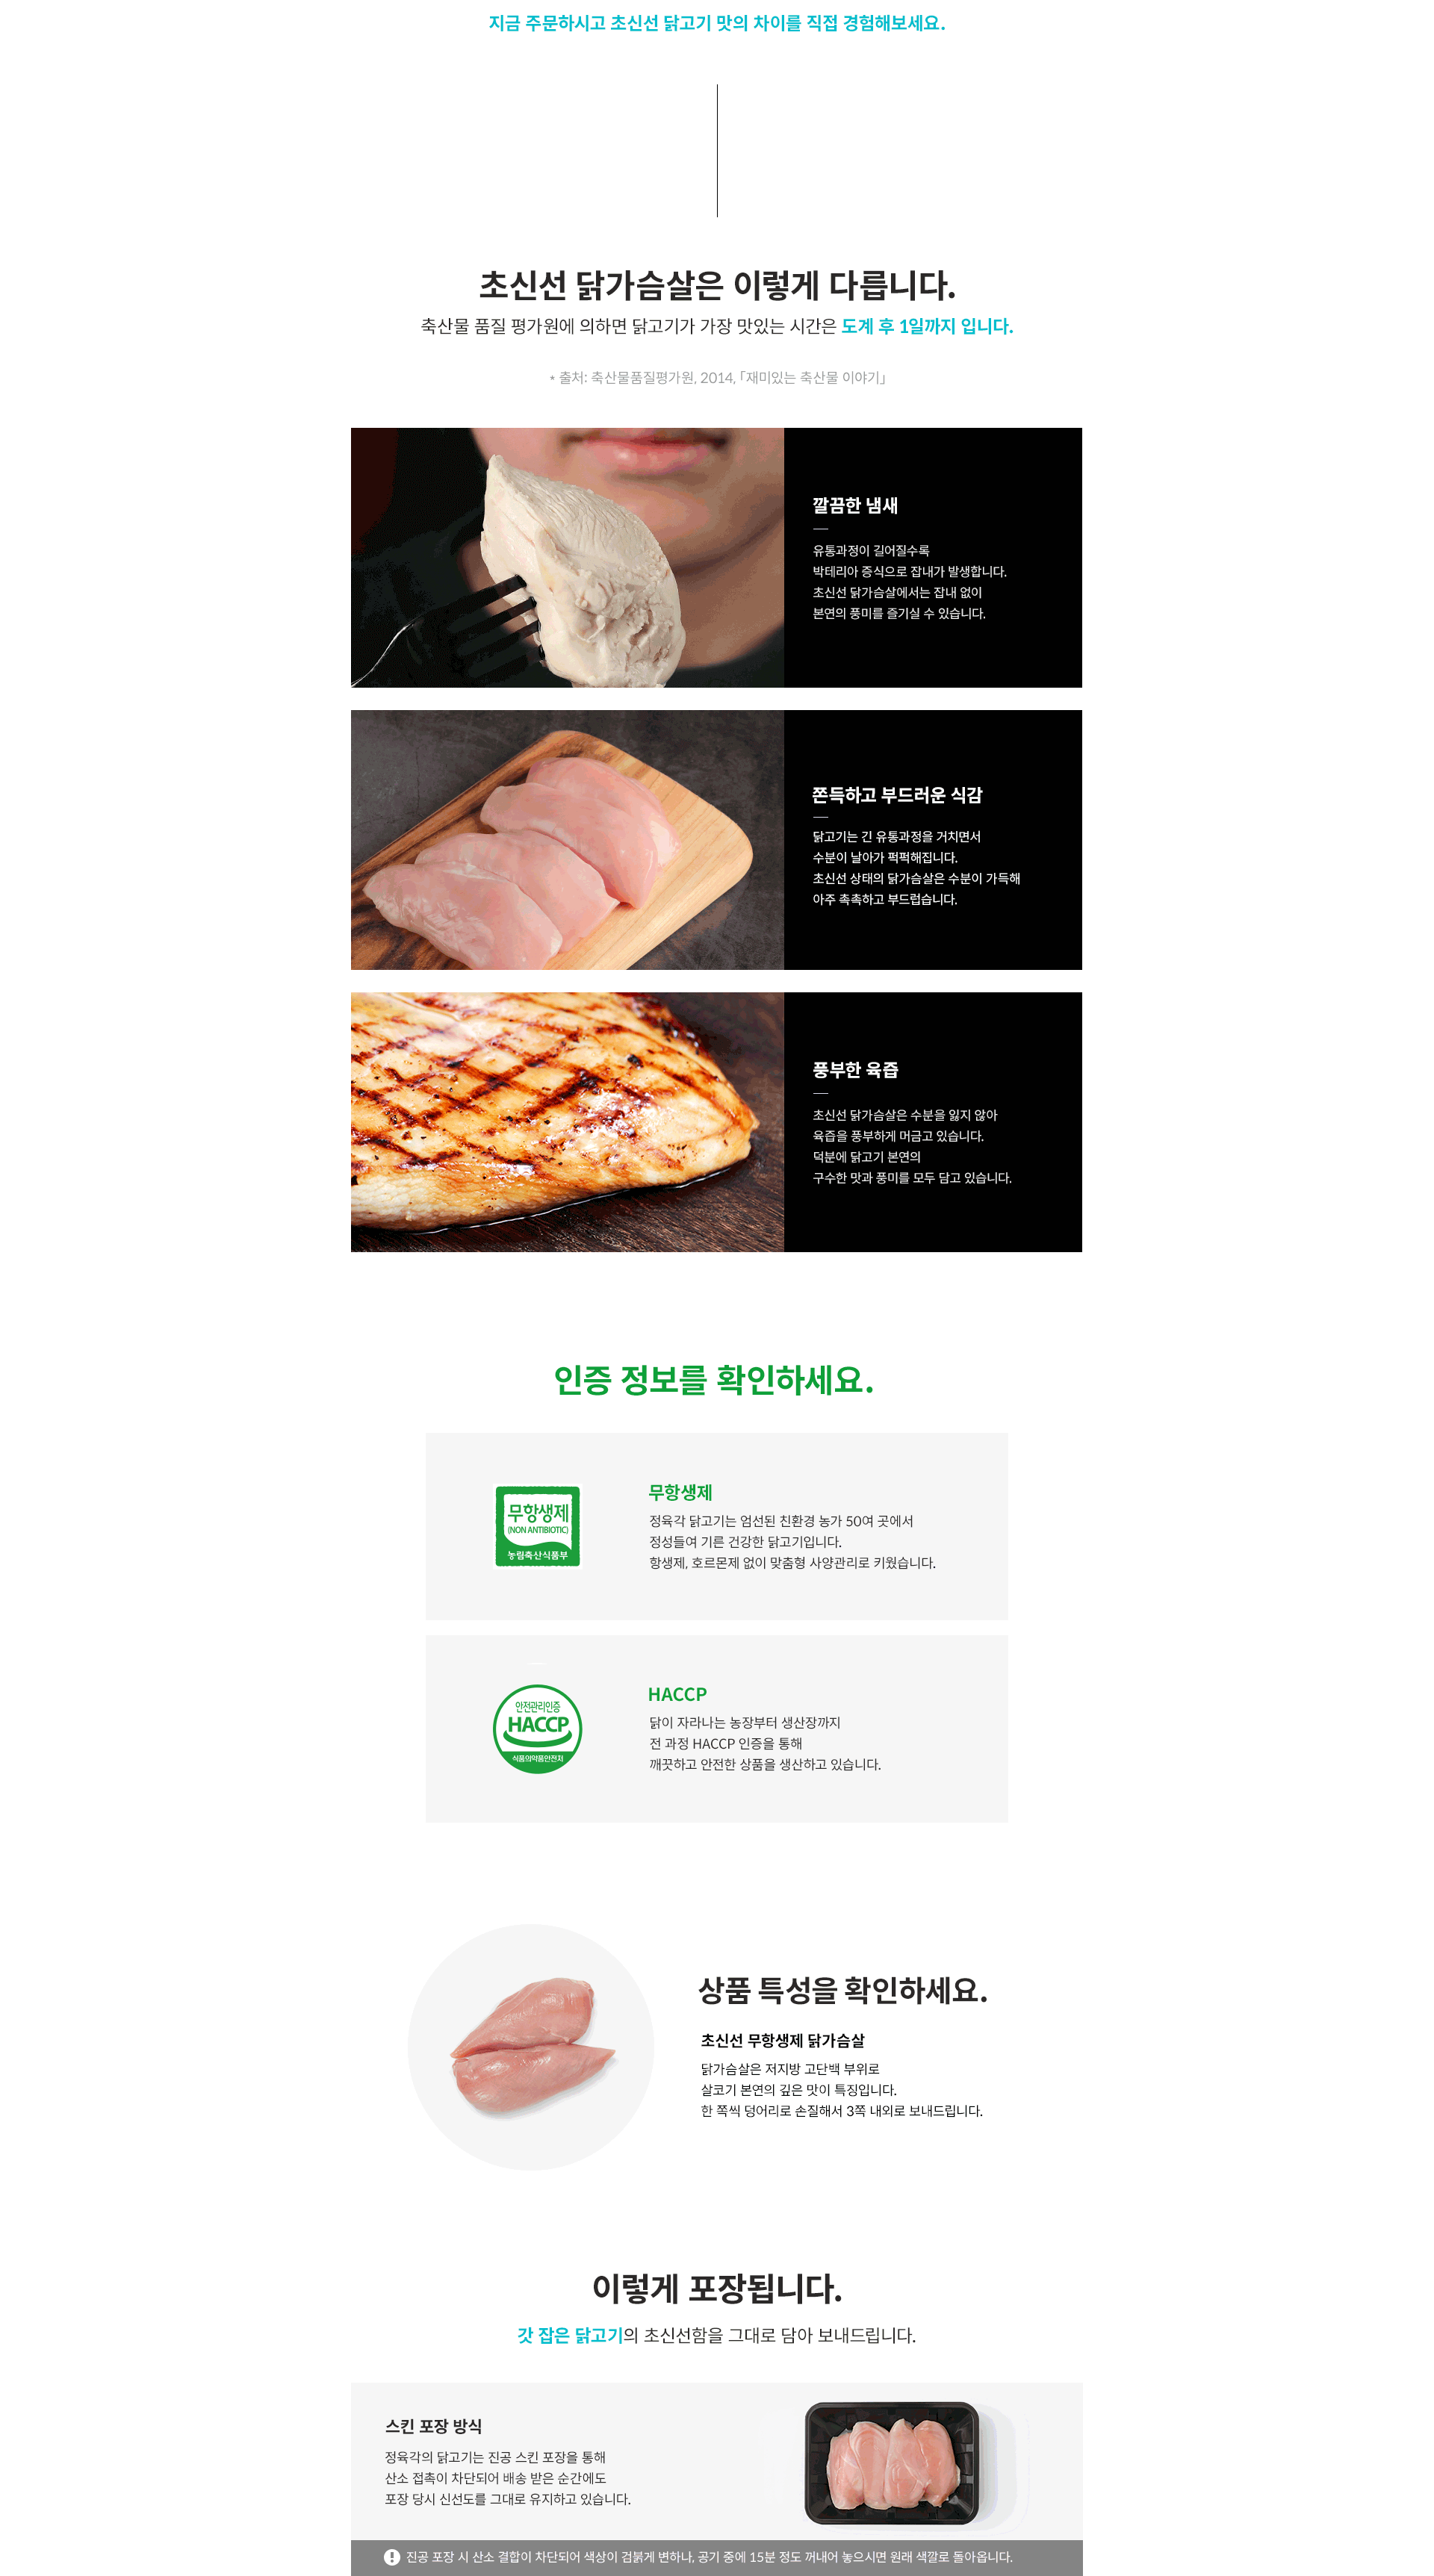 지금 주문하시고 초신선 닭고기 맛의 차이를 직접 경험해보세요.
초신선 닭가슴살은 이렇게 다릅니다.
축산물 품질 평가원에 의하면 닭고기가 가장 맛있는 시간은 도계 후 1일까지 입니다.
* 출처: 축산물품질평가원, 2014, 「재미있는 축산물 이야기」
깔끔한 냄새
유통과정이 길어질수록
박테리아 증식으로 잡내가 발생합니다.
초신선 닭가슴살에서는 잡내 없이
본연의 풍미를 즐기실 수 있습니다.
쫀득하고 부드러운 식감
닭고기는 긴 유통과정을 거치면서
수분이 날아가 퍽퍽해집니다.
초신선 상태의 닭가슴살은 수분이 가득해
아주 촉촉하고 부드럽습니다.
풍부한 육즙
초신선 닭가슴살은 수분을 잃지 않아
육즙을 풍부하게 머금고 있습니다.
덕분에 닭고기 본연의
구수한 맛과 풍미를 모두 담고 있습니다.
인증 정보를 확인하세요.
무항생제
(NON ANTIBIOTIC)
농림축산식품부
무항생제
정육각 닭고기는 엄선된 친환경 농가 50여 곳에서
정성들여 기른 건강한 닭고기입니다.
항생제, 호르몬제 없이 맞춤형 사양관리로 키웠습니다.
안전관리인증
HACCP
식품의약품안전처
HACCP
닭이 자라나는 농장부터 생산장까지
전 과정 HACCP 인증을 통해
깨끗하고 안전한 상품을 생산하고 있습니다.
상품 특성을 확인하세요.
초신선 무항생제 닭가슴살
닭가슴살은 저지방 고단백 부위로
살코기 본연의 깊은 맛이 특징입니다.
한 쪽씩 덩어리로 손질해서 3쪽 내외로 보내드립니다.
이렇게 포장됩니다.
갓 잡은 닭고기의 초신선함을 그대로 담아 보내드립니다.
스킨 포장 방식
정육각의 닭고기는 진공 스킨 포장을 통해
산소 접촉이 차단되어 배송 받은 순간에도
포장 당시 신선도를 그대로 유지하고 있습니다.
진공 포장 시 산소 결합이 차단되어 색상이 검붉게 변하나, 공기 중에 15분 정도 꺼내어 놓으시면 원래 색깔로 돌아옵니다.